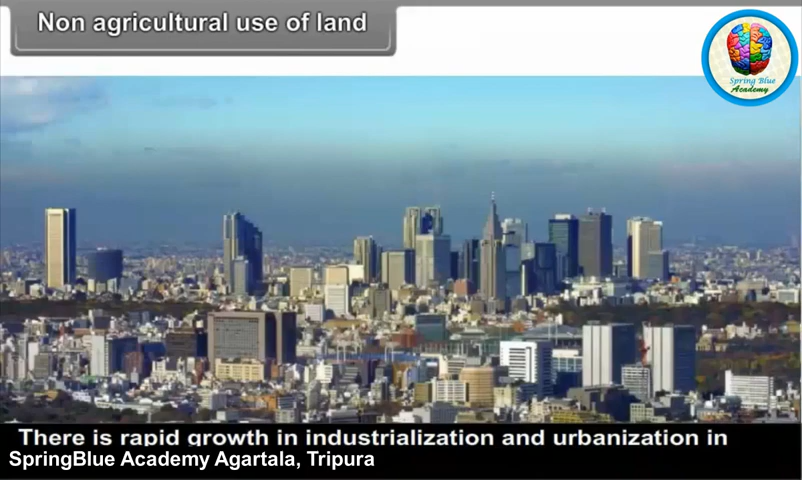 Non agricultural use of land
Spring Blue
Academy
There is rapid growth in industrialization and urbanization in
SpringBlue Academy Agartala, Tripura